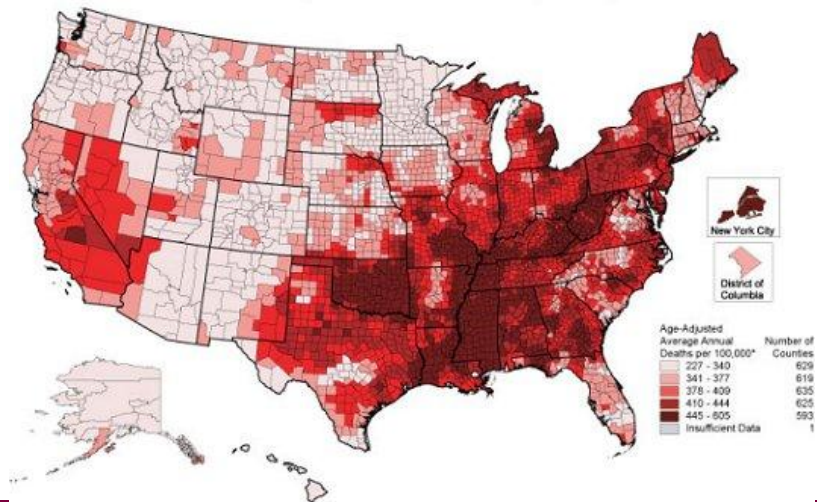 New York City
District of
Columbia
Age-Adjusted
Average Annual Number of
Deaths per 100,000* Counties
227 - 340 629
341 - 377 619
378 - 409 635
410 - 444 625
445 - 605 593
Insufficient Data 1